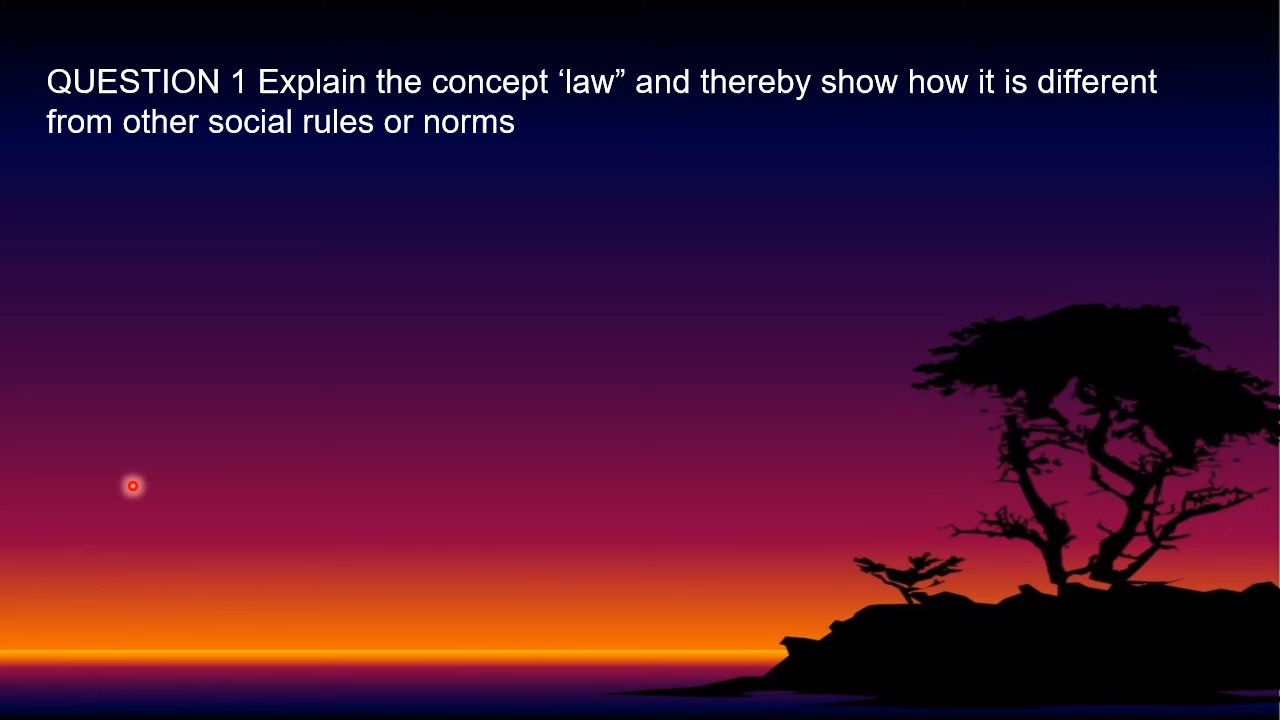 QUESTION 1 Explain the concept ‘law” and thereby show how it is different
from other social rules or norms